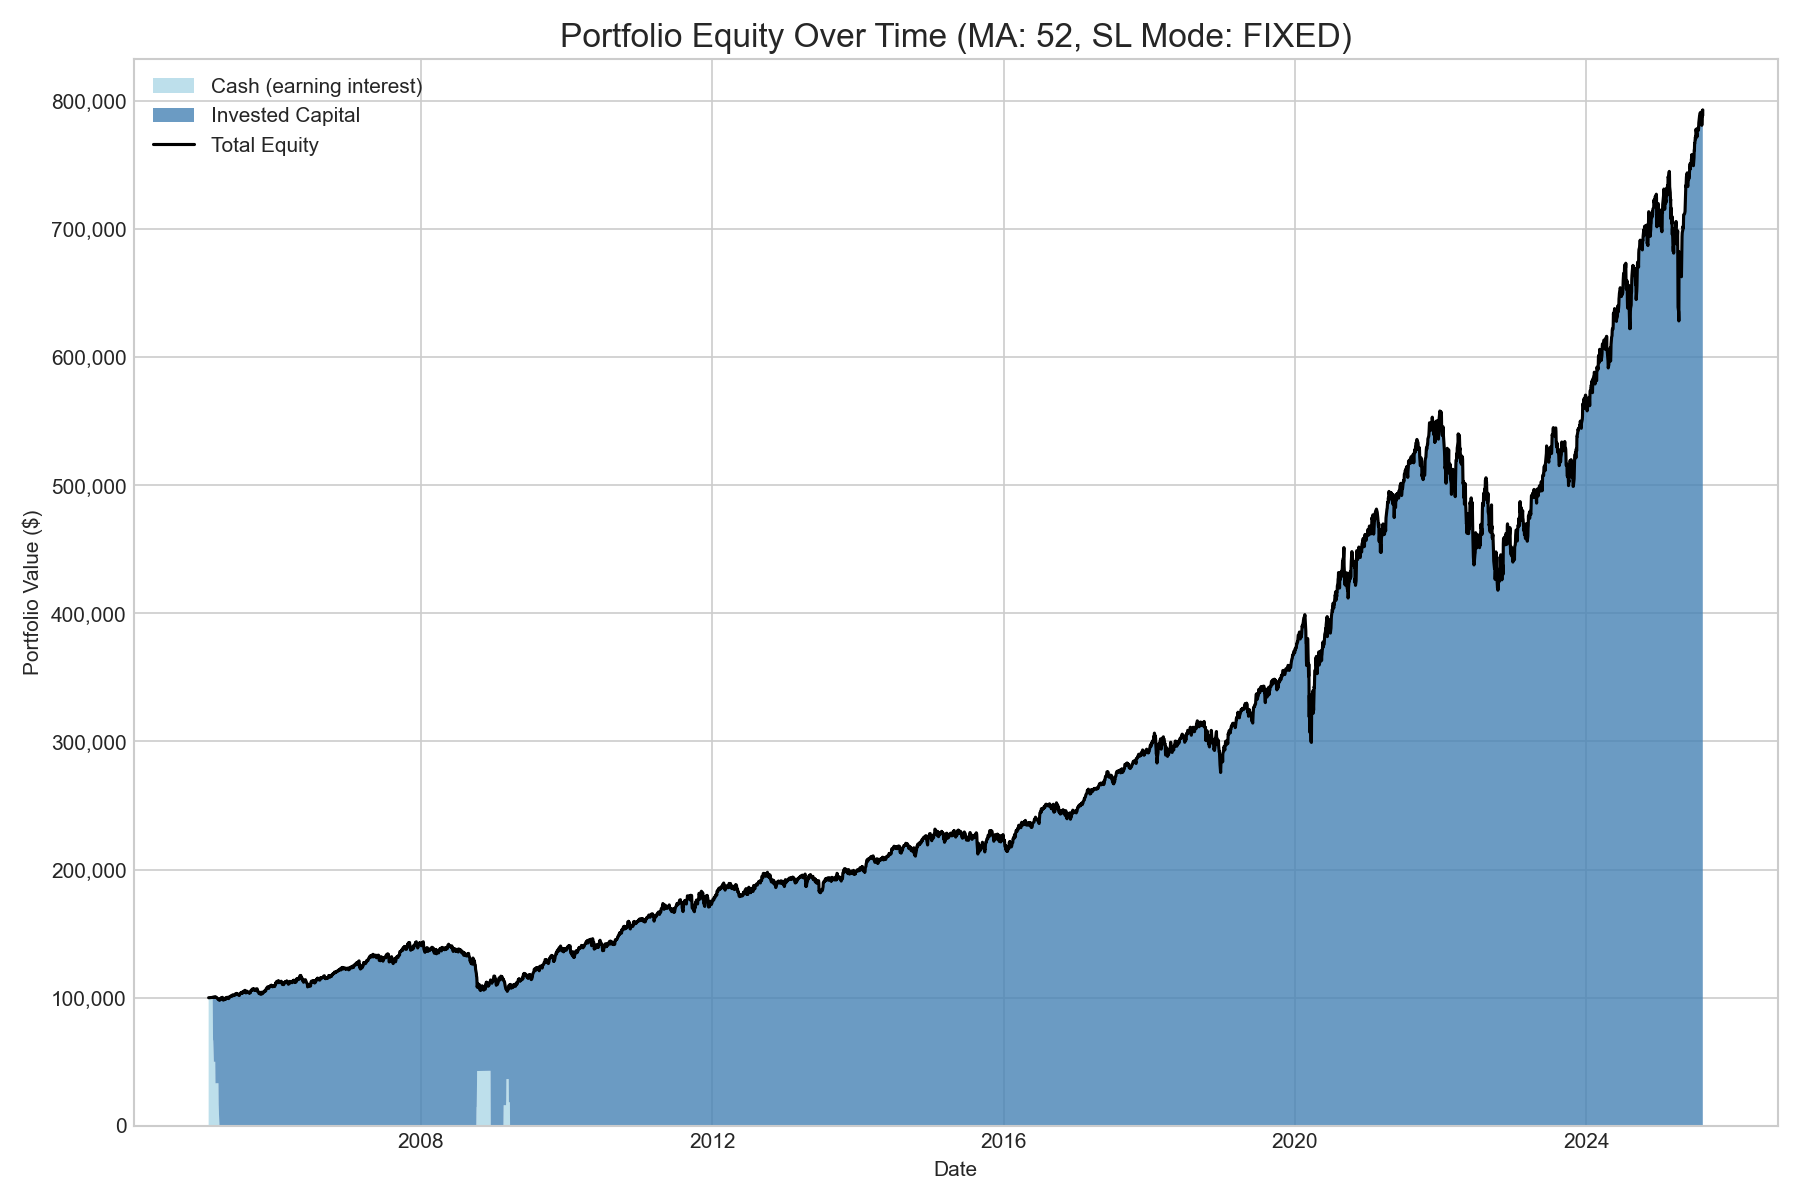 Portfolio Equity Over Time (MA: 52, SL Mode: FIXED)
Cash (earning interest)
Invested Capital
Total Equity
Portfolio Value ($)
800,000
700,000
600,000
500,000
400,000
300,000
200,000
100,000
0
2008
2012
2016
2020
2024
Date